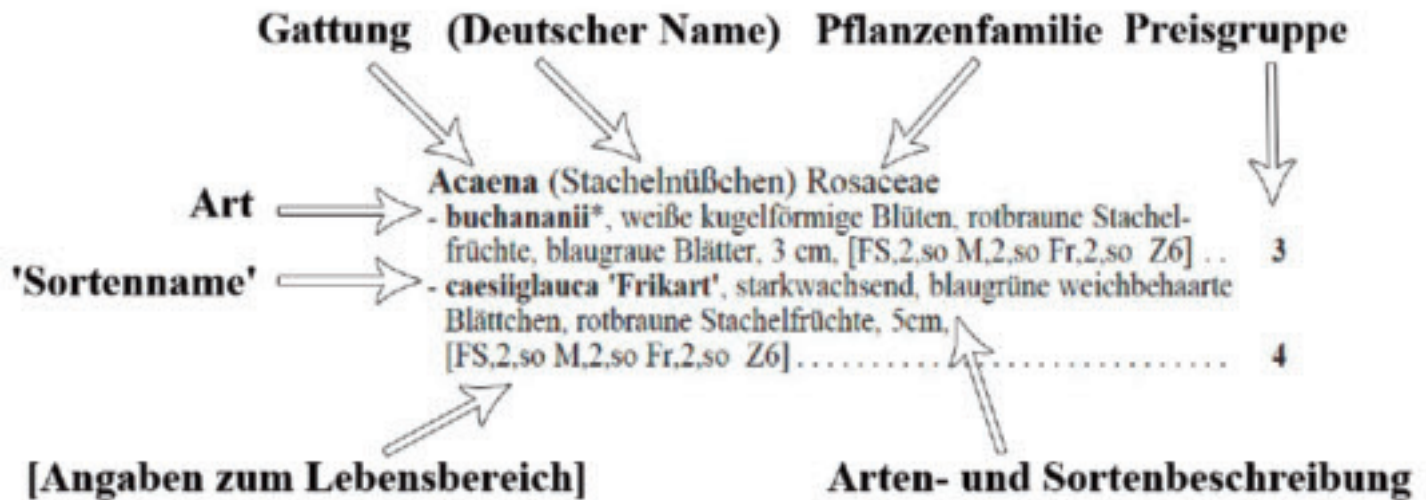 Gattung (Deutscher Name) Pflanzenfamilie Preisgruppe
Acaena (Stachelnüßchen) Rosaceae
Art
- buchananii*, weiße kugelförmige Blüten, rotbraune Stachel-
früchte, blaugraue Blätter, 3 cm, [FS,2,so M,2,so Fr,2,so Z6] . . 3
'Sortenname'
- caesiiglauca 'Frikart', starkwachsend, blaugrüne weichbehaarte
Blättchen, rotbraune Stachelfrüchte, 5cm,
[FS,2,so M,2,so Fr,2,so Z6] . . . . . . . . . . . . . . . . . . . . . . . . . . . . . . 4
[Angaben zum Lebensbereich] Arten- und Sortenbeschreibung